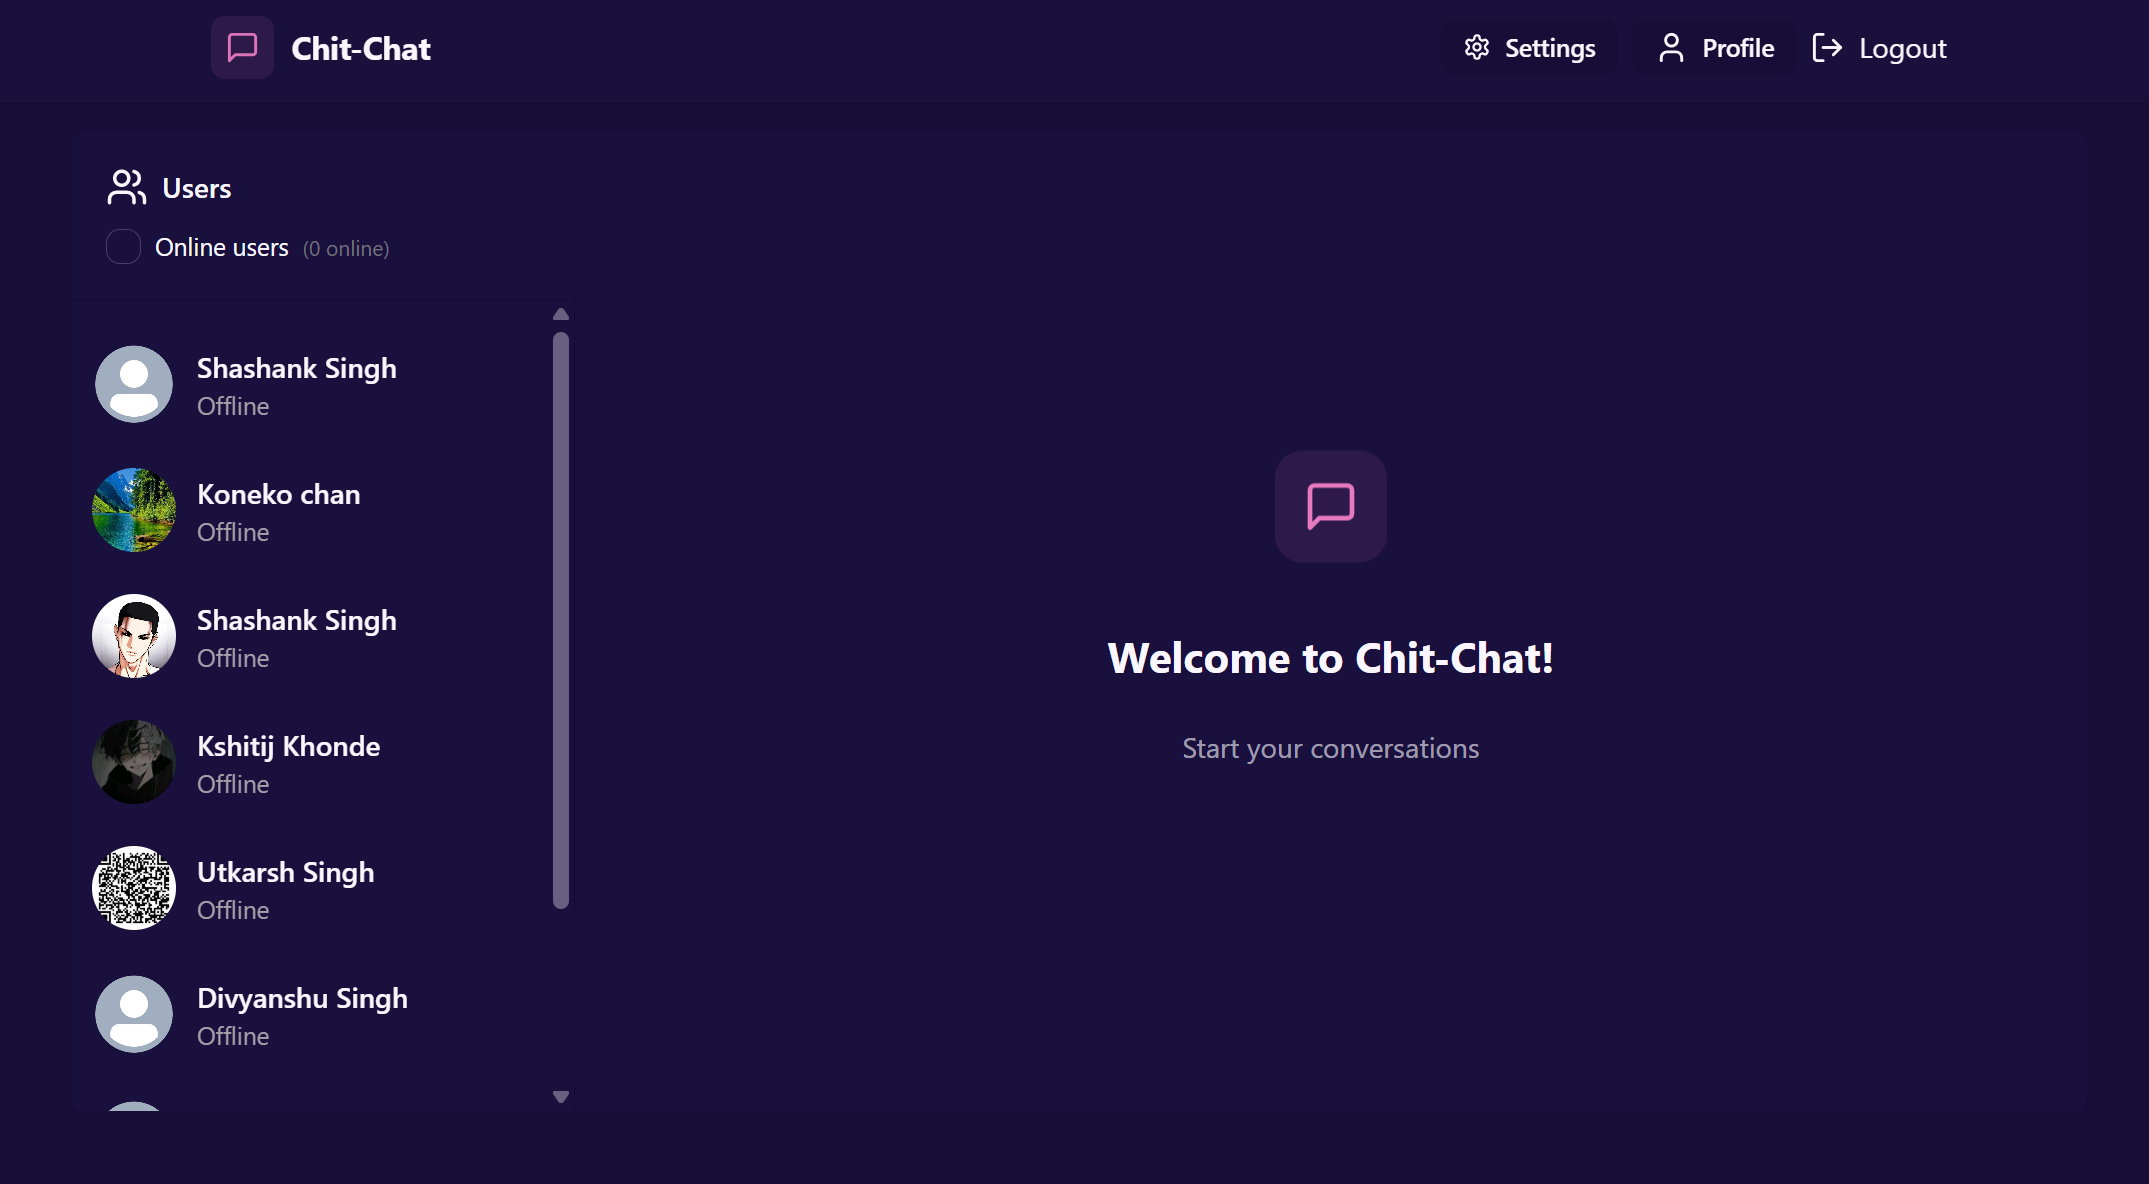 Chit-Chat
Settings
Profile
Logout
Users
Online users (0 online)
Shashank Singh
Offline
Koneko chan
Offline
Shashank Singh
Offline
Kshitij Khonde
Offline
Utkarsh Singh
Offline
Divyanshu Singh
Offline
Welcome to Chit-Chat!
Start your conversations